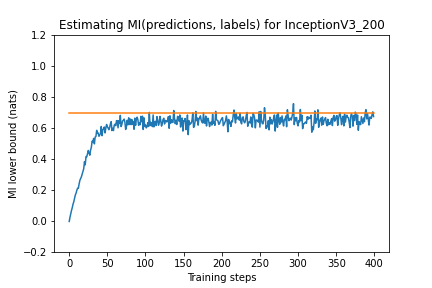 Estimating MI(predictions, labels) for InceptionV3_200
1.2
1.0
0.8
0.6
0.4
0.2
0.0
−0.2
MI lower bound (nats)
0 50 100 150 200 250 300 350 400
Training steps